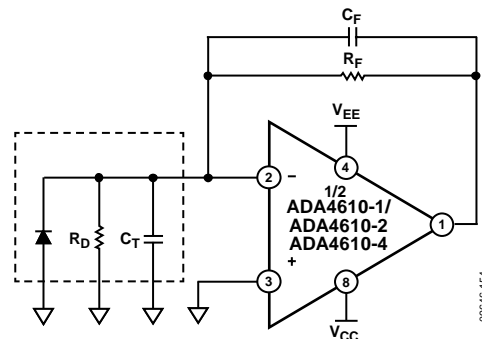 CF
RF
VEE
4
2
−
1/2
ADA4610-1/
ADA4610-2
ADA4610-4
1
RD
CT
+
3
8
VCC